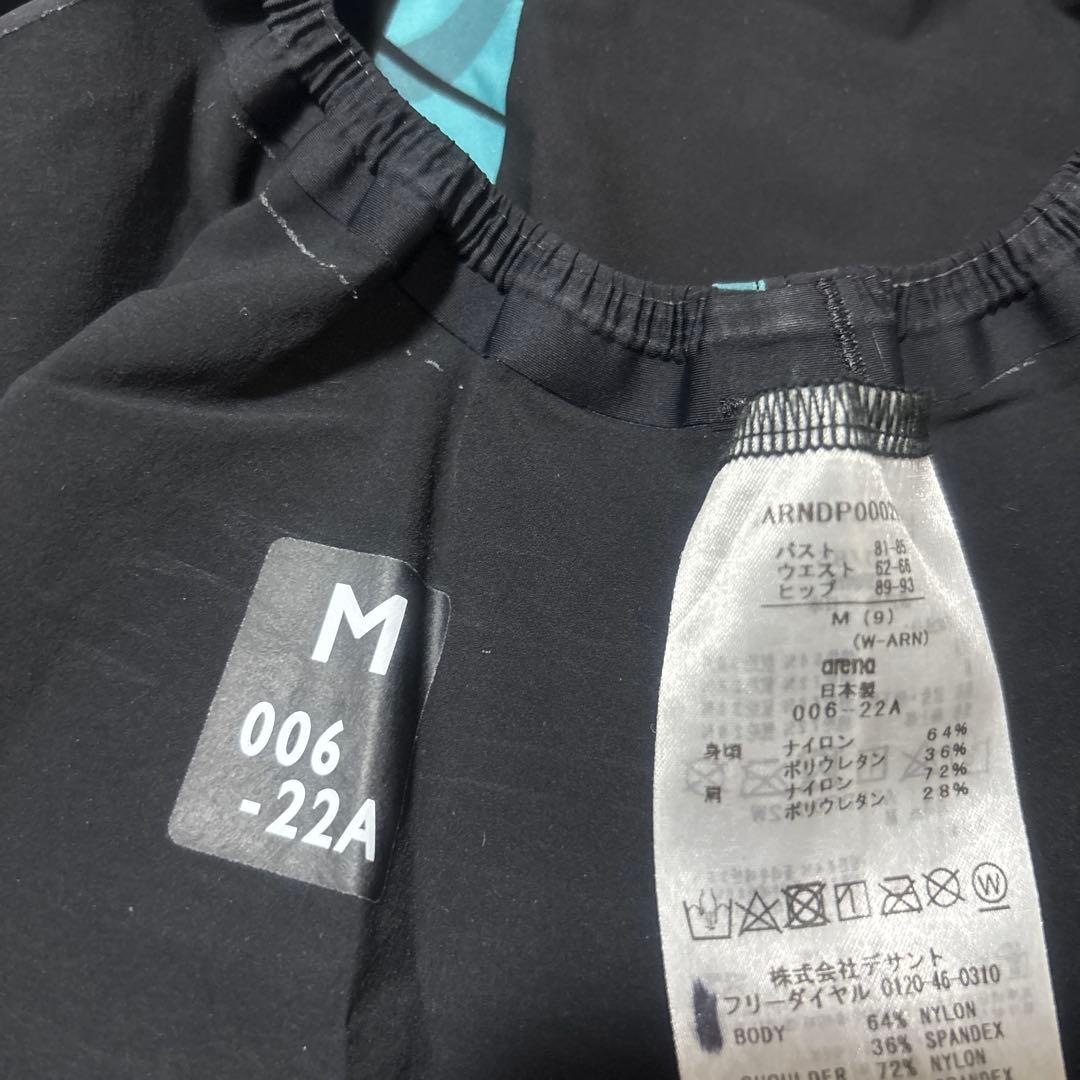 M
006
-22A
ARNDP0002
バスト 81-85
ウエスト 62-66
ヒップ 89-93
M (9)
(W-ARN)
arena
日本製
006-22A
身頃 ナイロン 64%
ポリウレタン 36%
肩 ナイロン 72%
ポリウレタン 28%
W
株式会社デサント
フリーダイヤル 0120-46-0310
BODY 64% NYLON
36% SPANDEX
SHOULDER 72% NYLON
SPANDEX